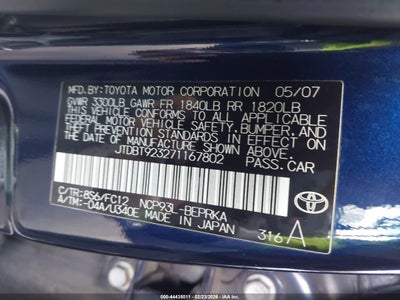 MFD.BY:TOYOTA MOTOR CORPORATION 05/07
GVWR 3300LB GAWR FR 1840LB RR 1820LB
THIS VEHICLE CONFORMS TO ALL APPLICABLE
FEDERAL MOTOR VEHICLE SAFETY,BUMPER,AND
THEFT PREVENTION STANDARDS IN EFFECT ON
THE DATE OF MANUFACTURE SHOWN ABOVE.
JTDBT923271167802 PASS.CAR
C/TR:8S6/FC12 NCP93L-BEPRKA
A/TM:-04A/U340E MADE IN JAPAN
316A
TOYOTA
000-44438011 - 02/23/2026 - IAAI